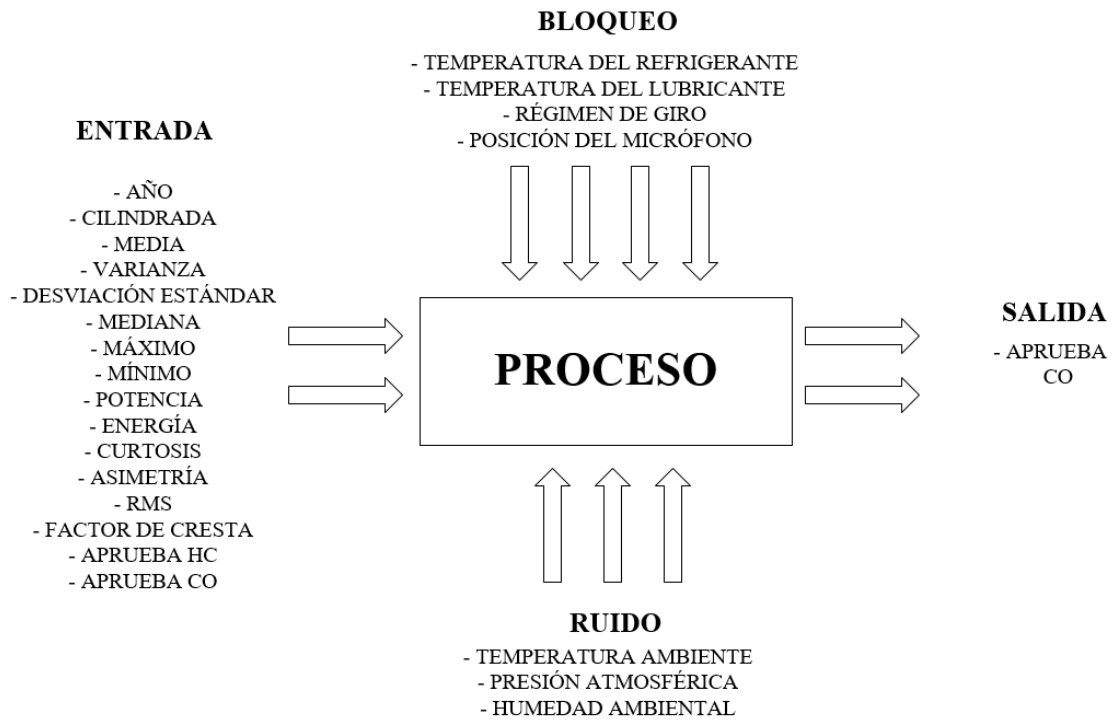 BLOQUEO
- TEMPERATURA DEL REFRIGERANTE
- TEMPERATURA DEL LUBRICANTE
- RÉGIMEN DE GIRO
- POSICIÓN DEL MICRÓFONO
ENTRADA
- AÑO
- CILINDRADA
- MEDIA
- VARIANZA
- DESVIACIÓN ESTÁNDAR
- MEDIANA
- MÁXIMO
- MÍNIMO
- POTENCIA
- ENERGÍA
- CURTOSIS
- ASIMETRÍA
- RMS
- FACTOR DE CRESTA
- APRUEBA HC
- APRUEBA CO
PROCESO
SALIDA
- APRUEBA
CO
RUIDO
- TEMPERATURA AMBIENTE
- PRESIÓN ATMOSFÉRICA
- HUMEDAD AMBIENTAL